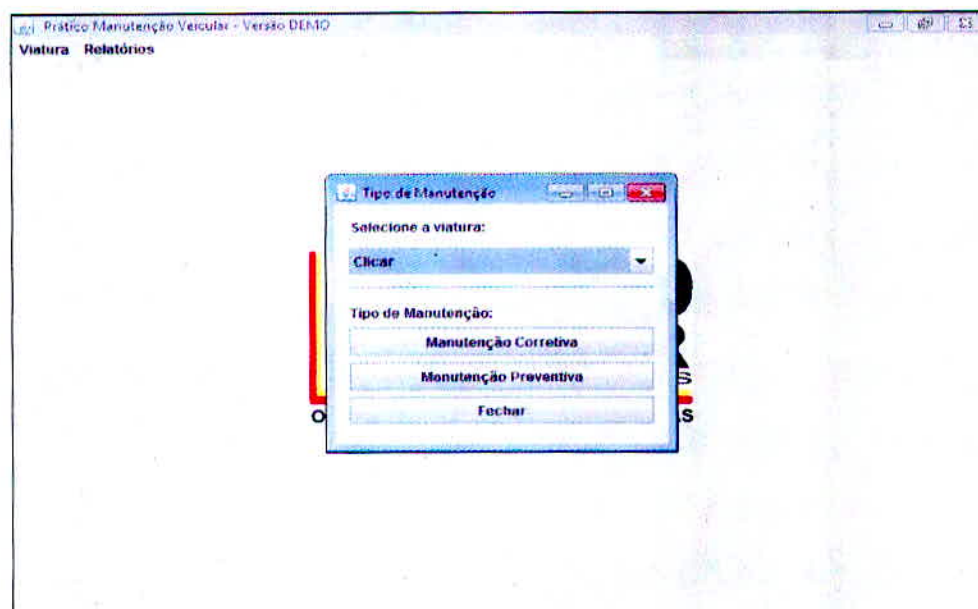 Prático Manutenção Veicular - Versão DEMO
Viatura Relatórios
Tipo de Manutenção
Selecione a viatura:
Clicar
Tipo de Manutenção:
Manutenção Corretiva
Manutenção Preventiva
Fechar
R
S
O
AS